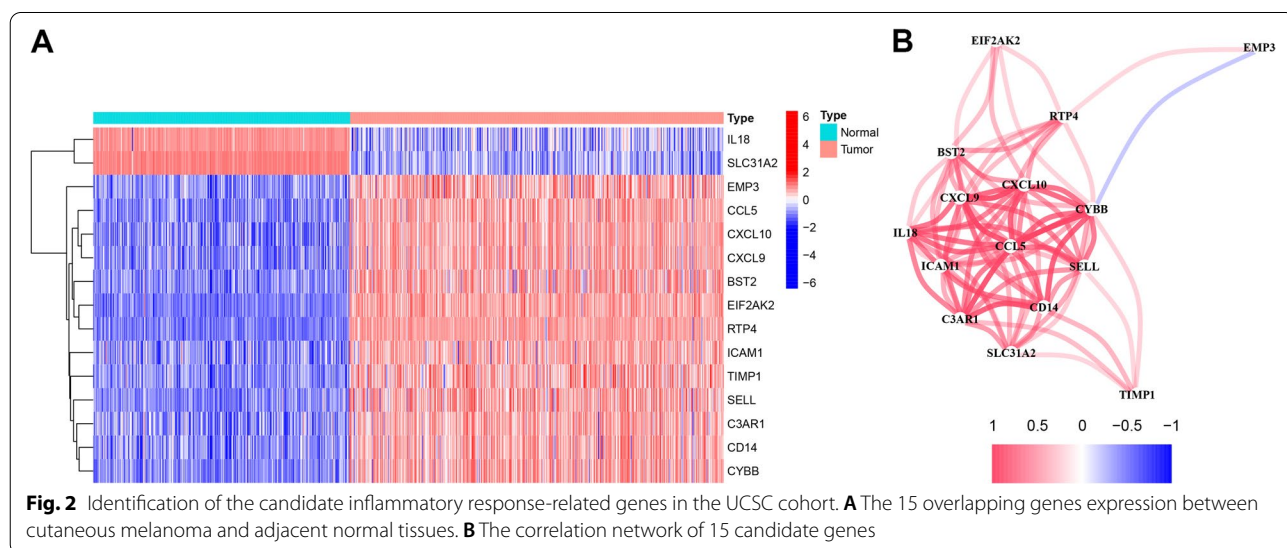 A
Type
IL18
SLC31A2
EMP3
CCL5
CXCL10
CXCL9
BST2
EIF2AK2
RTP4
ICAM1
TIMP1
SELL
C3AR1
CD14
CYBB
6
4
2
0
−2
−4
−6
Type
Normal
Tumor
B
EIF2AK2
EMP3
RTP4
BST2
CXCL10
CXCL9
CYBB
IL18
CCL5
ICAM1
SELL
CD14
C3AR1
SLC31A2
TIMP1
1 0.5 0 −0.5 −1
Fig. 2 Identification of the candidate inflammatory response-related genes in the UCSC cohort. A The 15 overlapping genes expression between
cutaneous melanoma and adjacent normal tissues. B The correlation network of 15 candidate genes